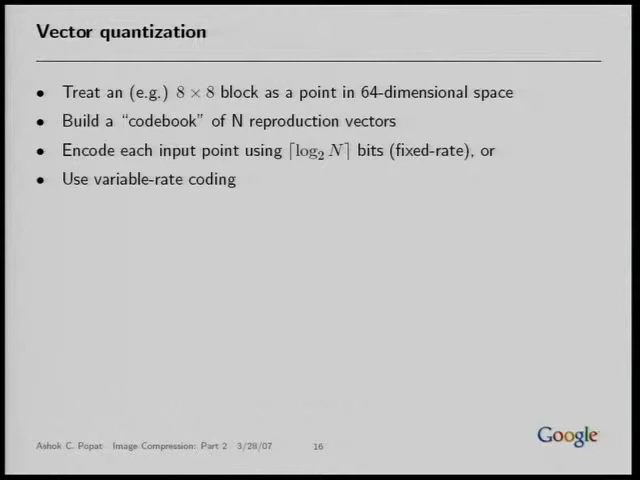 Vector quantization
• Treat an (e.g.) 8 × 8 block as a point in 64-dimensional space
• Build a “codebook” of N reproduction vectors
• Encode each input point using ⌈log₂ N⌉ bits (fixed-rate), or
• Use variable-rate coding
Ashok C. Popat Image Compression: Part 2 3/28/07 16
Google